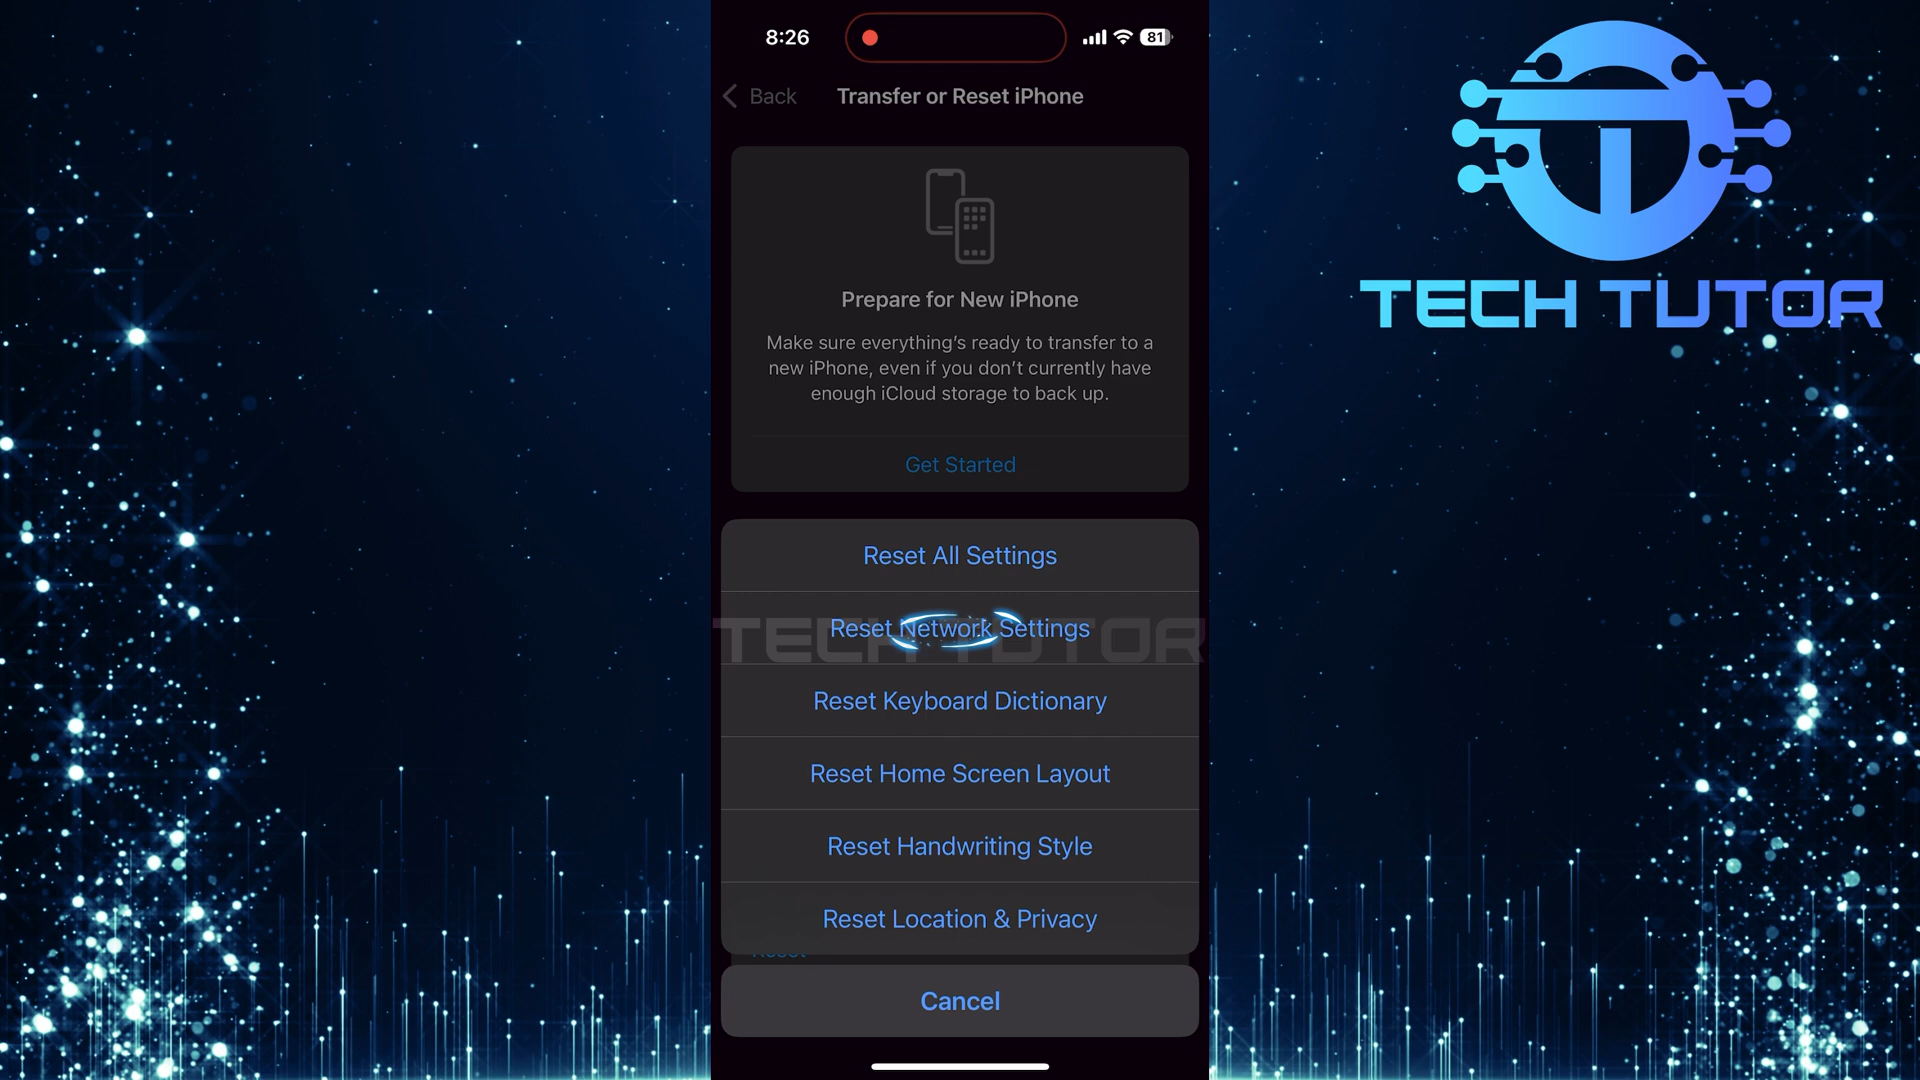 8:26
81
Back
Transfer or Reset iPhone
TECH TUTOR
Prepare for New iPhone
Make sure everything's ready to transfer to a
new iPhone, even if you don't currently have
enough iCloud storage to back up.
Get Started
Reset All Settings
Reset Network Settings
TECH TUTOR
Reset Keyboard Dictionary
Reset Home Screen Layout
Reset Handwriting Style
Reset Location & Privacy
Reset
Cancel